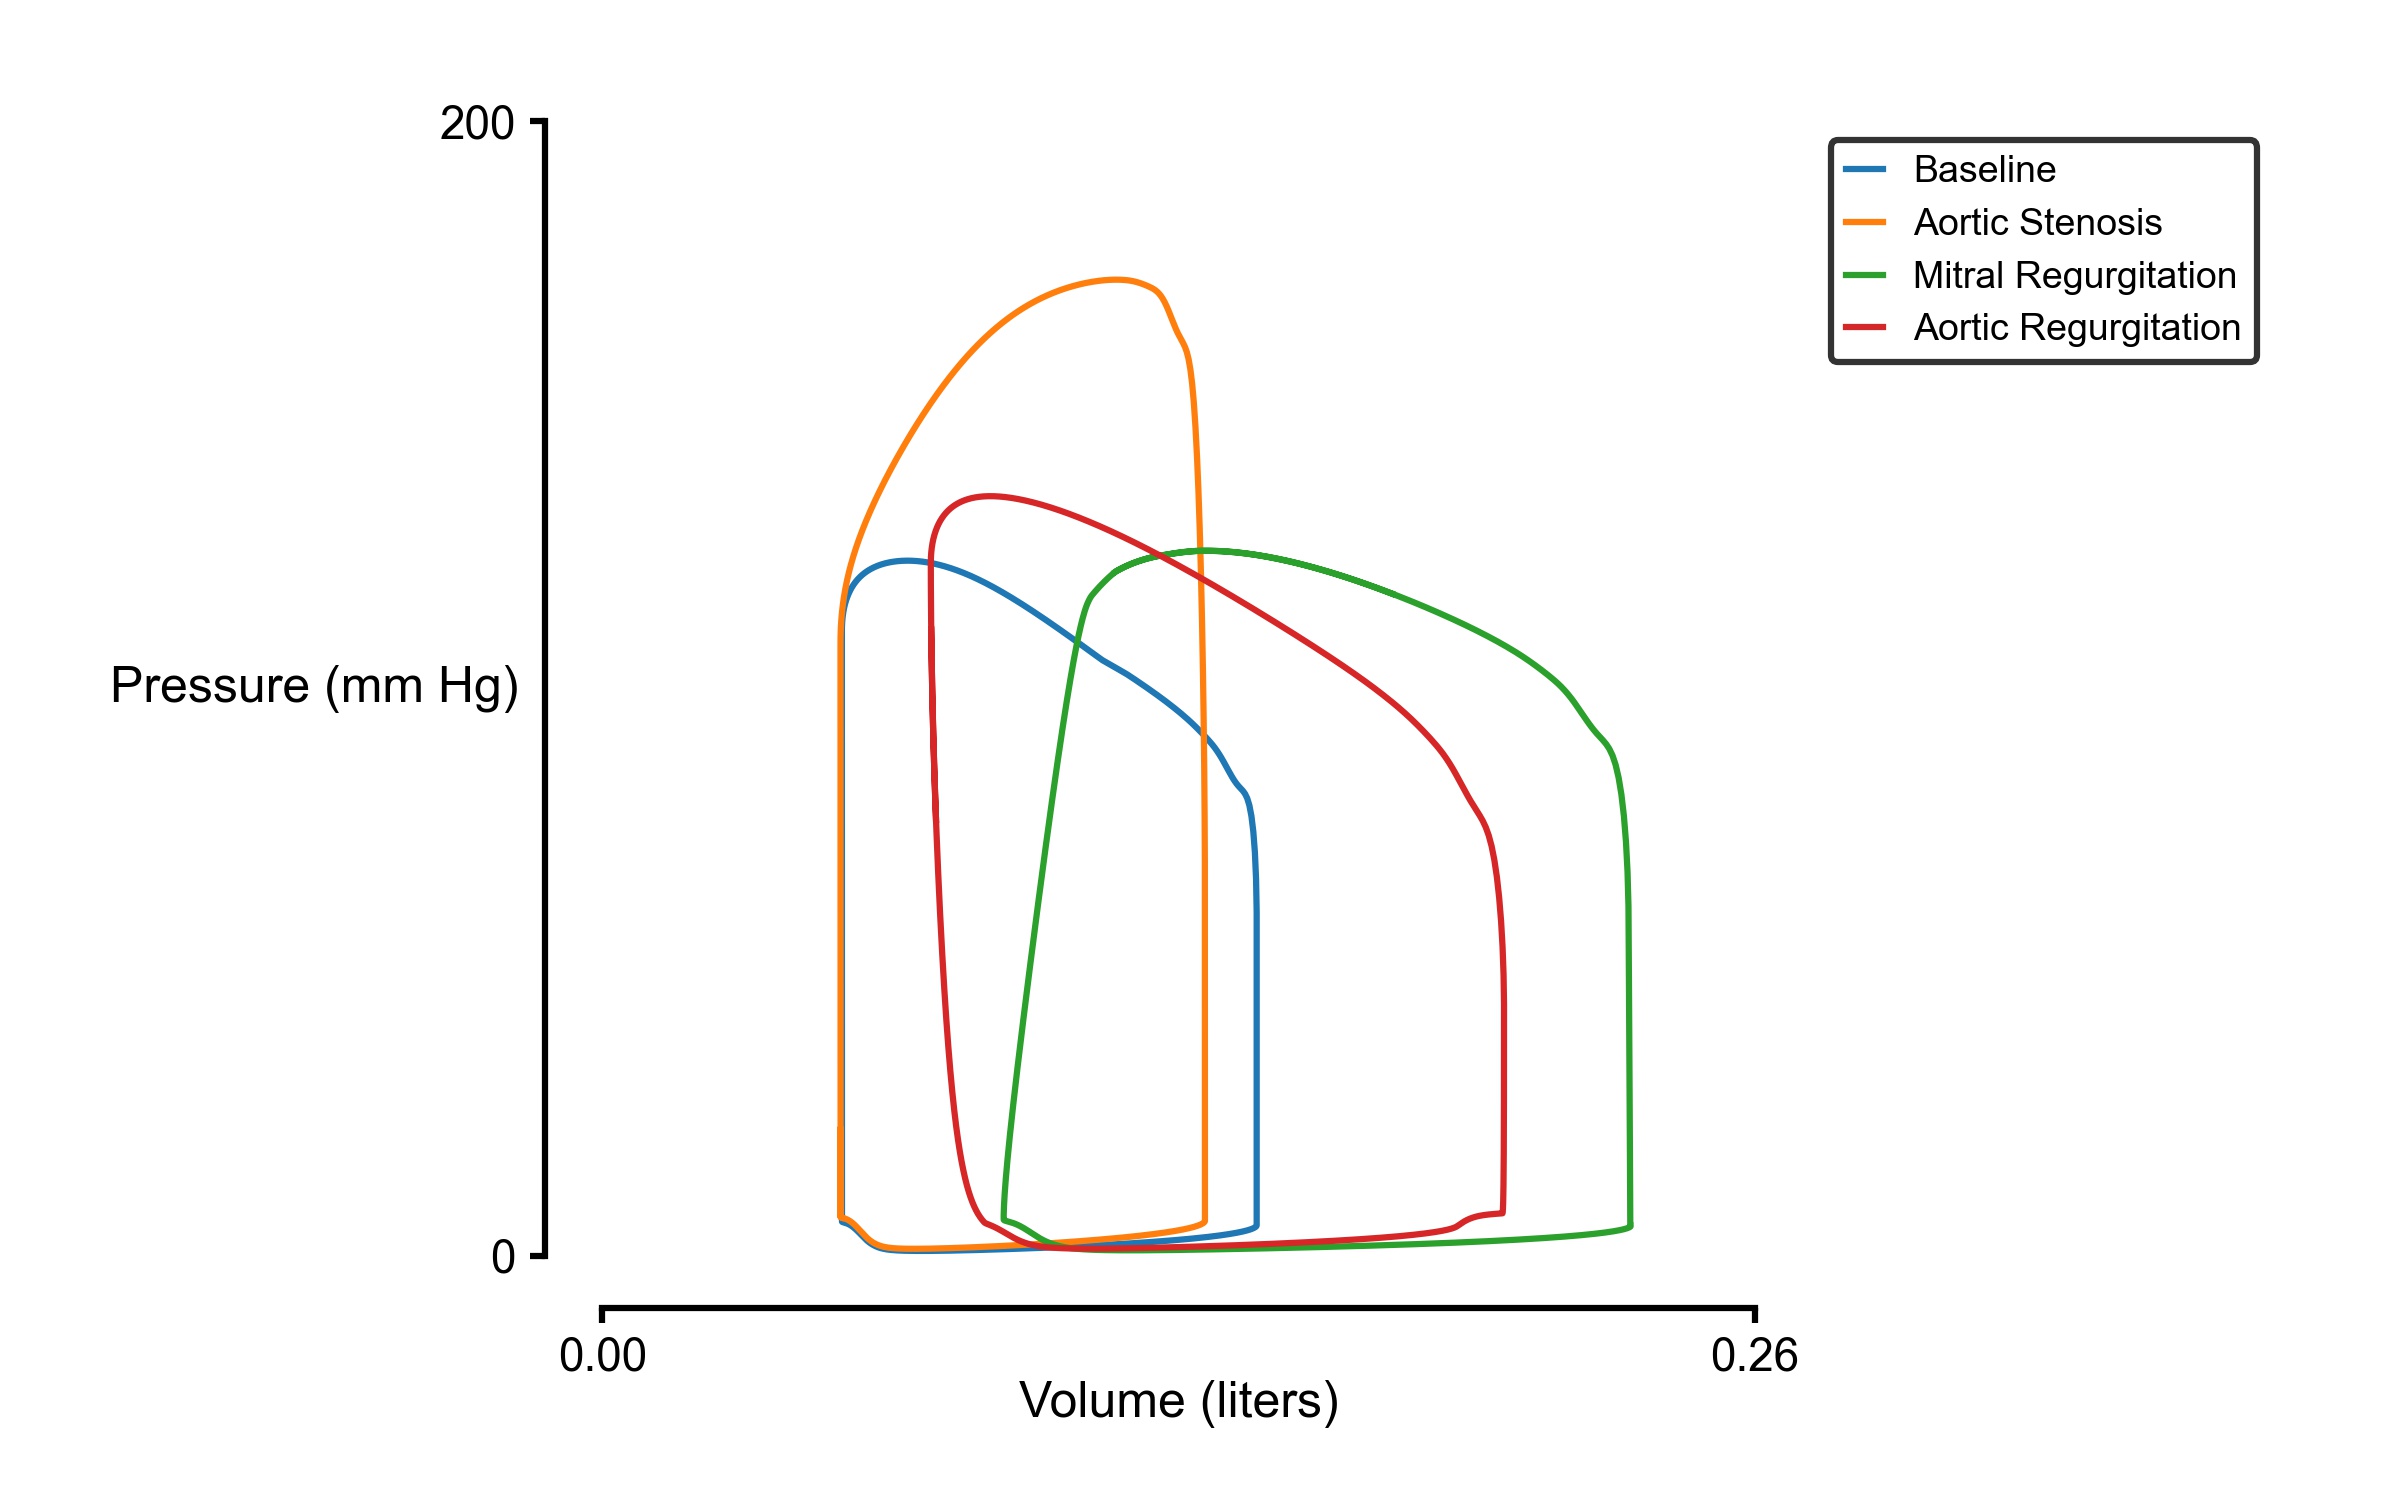 200
Baseline
Aortic Stenosis
Mitral Regurgitation
Aortic Regurgitation
Pressure (mm Hg)
0
0.00
0.26
Volume (liters)